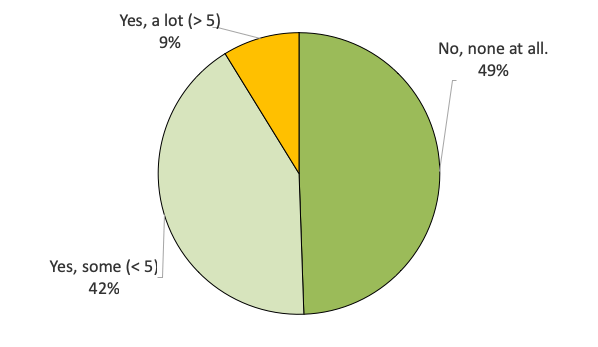 Yes, a lot (> 5)
9%
No, none at all.
49%
Yes, some (< 5)
42%